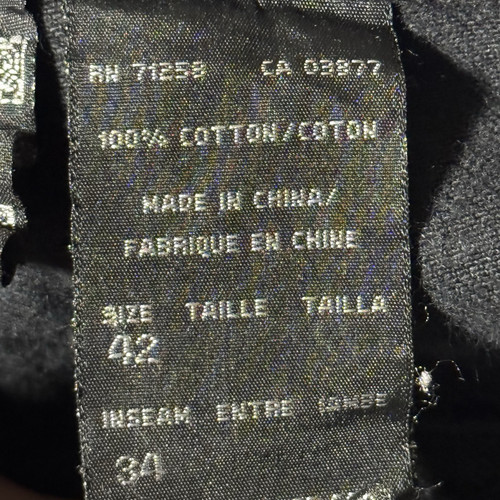 RN 71258 CA 03977
100% COTTON/COTON
MADE IN CHINA/
FABRIQUE EN CHINE
SIZE TAILLE TAILLA
42
INSEAM ENTRE JAMBE
34